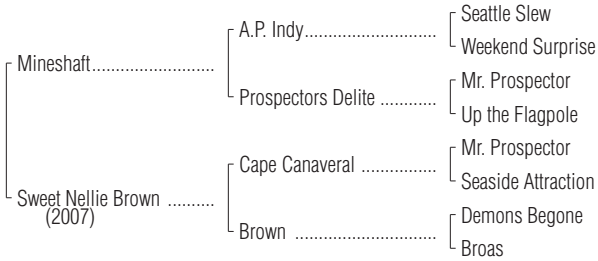 Seattle Slew
A.P. Indy..............................
Weekend Surprise
Mineshaft..........................
Mr. Prospector
Prospectors Delite ............
Up the Flagpole
Mr. Prospector
Cape Canaveral ................
Seaside Attraction
Sweet Nellie Brown ..........
(2007)
Demons Begone
Brown ..............................
Broas